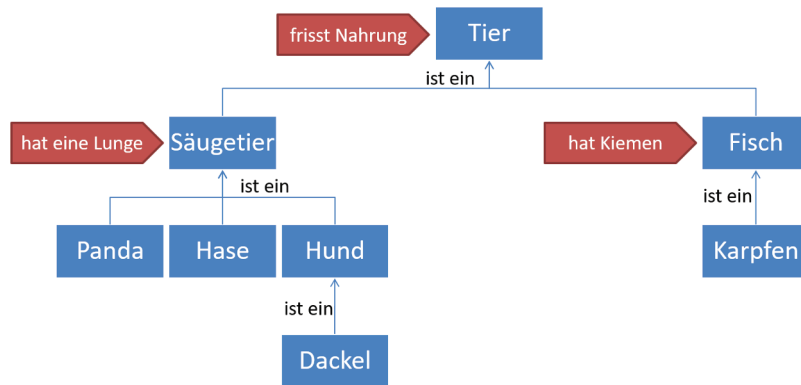 frisst Nahrung
Tier
ist ein
hat eine Lunge
Säugetier
hat Kiemen
Fisch
ist ein
ist ein
Panda
Hase
Hund
Karpfen
ist ein
Dackel